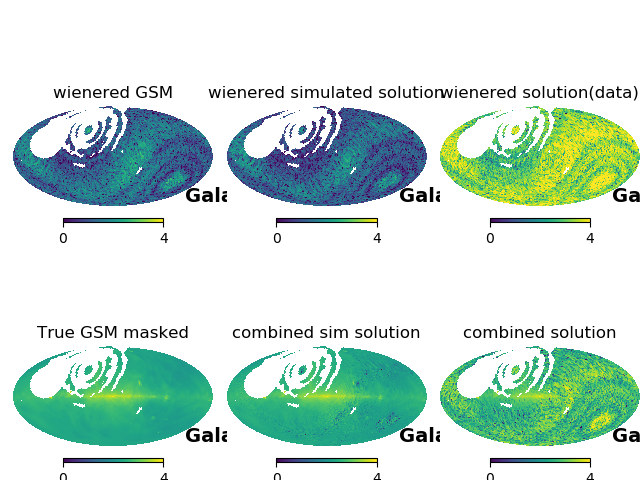 wienered GSM
wienered simulated solution
wienered solution(data)
Gala
Gala
Ga
0 4
0 4
0 4
True GSM masked
combined sim solution
combined solution
Gala
Gala
Ga
0 4
0 4
0 4